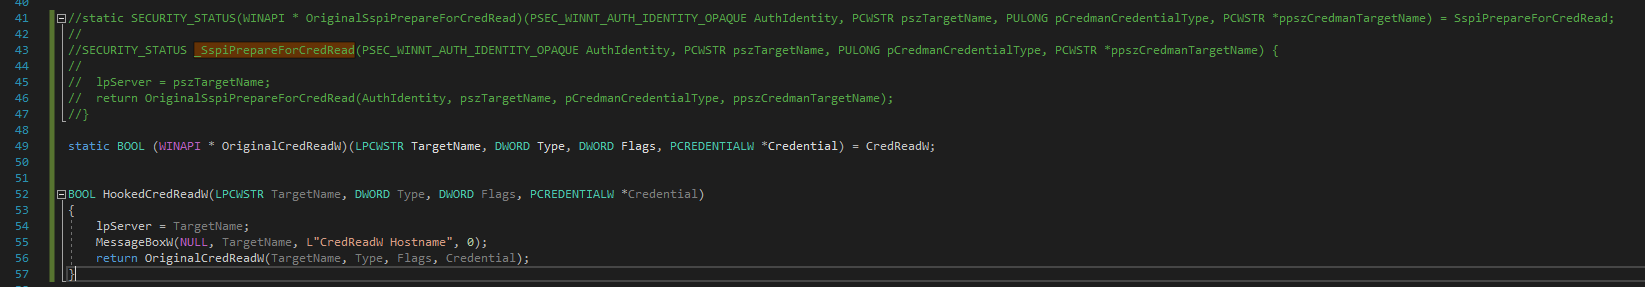 40
41 //static SECURITY_STATUS(WINAPI * OriginalSspiPrepareForCredRead)(PSEC_WINNT_AUTH_IDENTITY_OPAQUE AuthIdentity, PCWSTR pszTargetName, PULONG pCredmanCredentialType, PCWSTR *ppszCredmanTargetName) = SspiPrepareForCredRead;
42 //
43 //SECURITY_STATUS _SspiPrepareForCredRead(PSEC_WINNT_AUTH_IDENTITY_OPAQUE AuthIdentity, PCWSTR pszTargetName, PULONG pCredmanCredentialType, PCWSTR *ppszCredmanTargetName) {
44 //
45 // lpServer = pszTargetName;
46 // return OriginalSspiPrepareForCredRead(AuthIdentity, pszTargetName, pCredmanCredentialType, ppszCredmanTargetName);
47 //}
48
49 static BOOL (WINAPI * OriginalCredReadW)(LPCWSTR TargetName, DWORD Type, DWORD Flags, PCREDENTIALW *Credential) = CredReadW;
50
51
52 BOOL HookedCredReadW(LPCWSTR TargetName, DWORD Type, DWORD Flags, PCREDENTIALW *Credential)
53 {
54 lpServer = TargetName;
55 MessageBoxW(NULL, TargetName, L"CredReadW Hostname", 0);
56 return OriginalCredReadW(TargetName, Type, Flags, Credential);
57 }